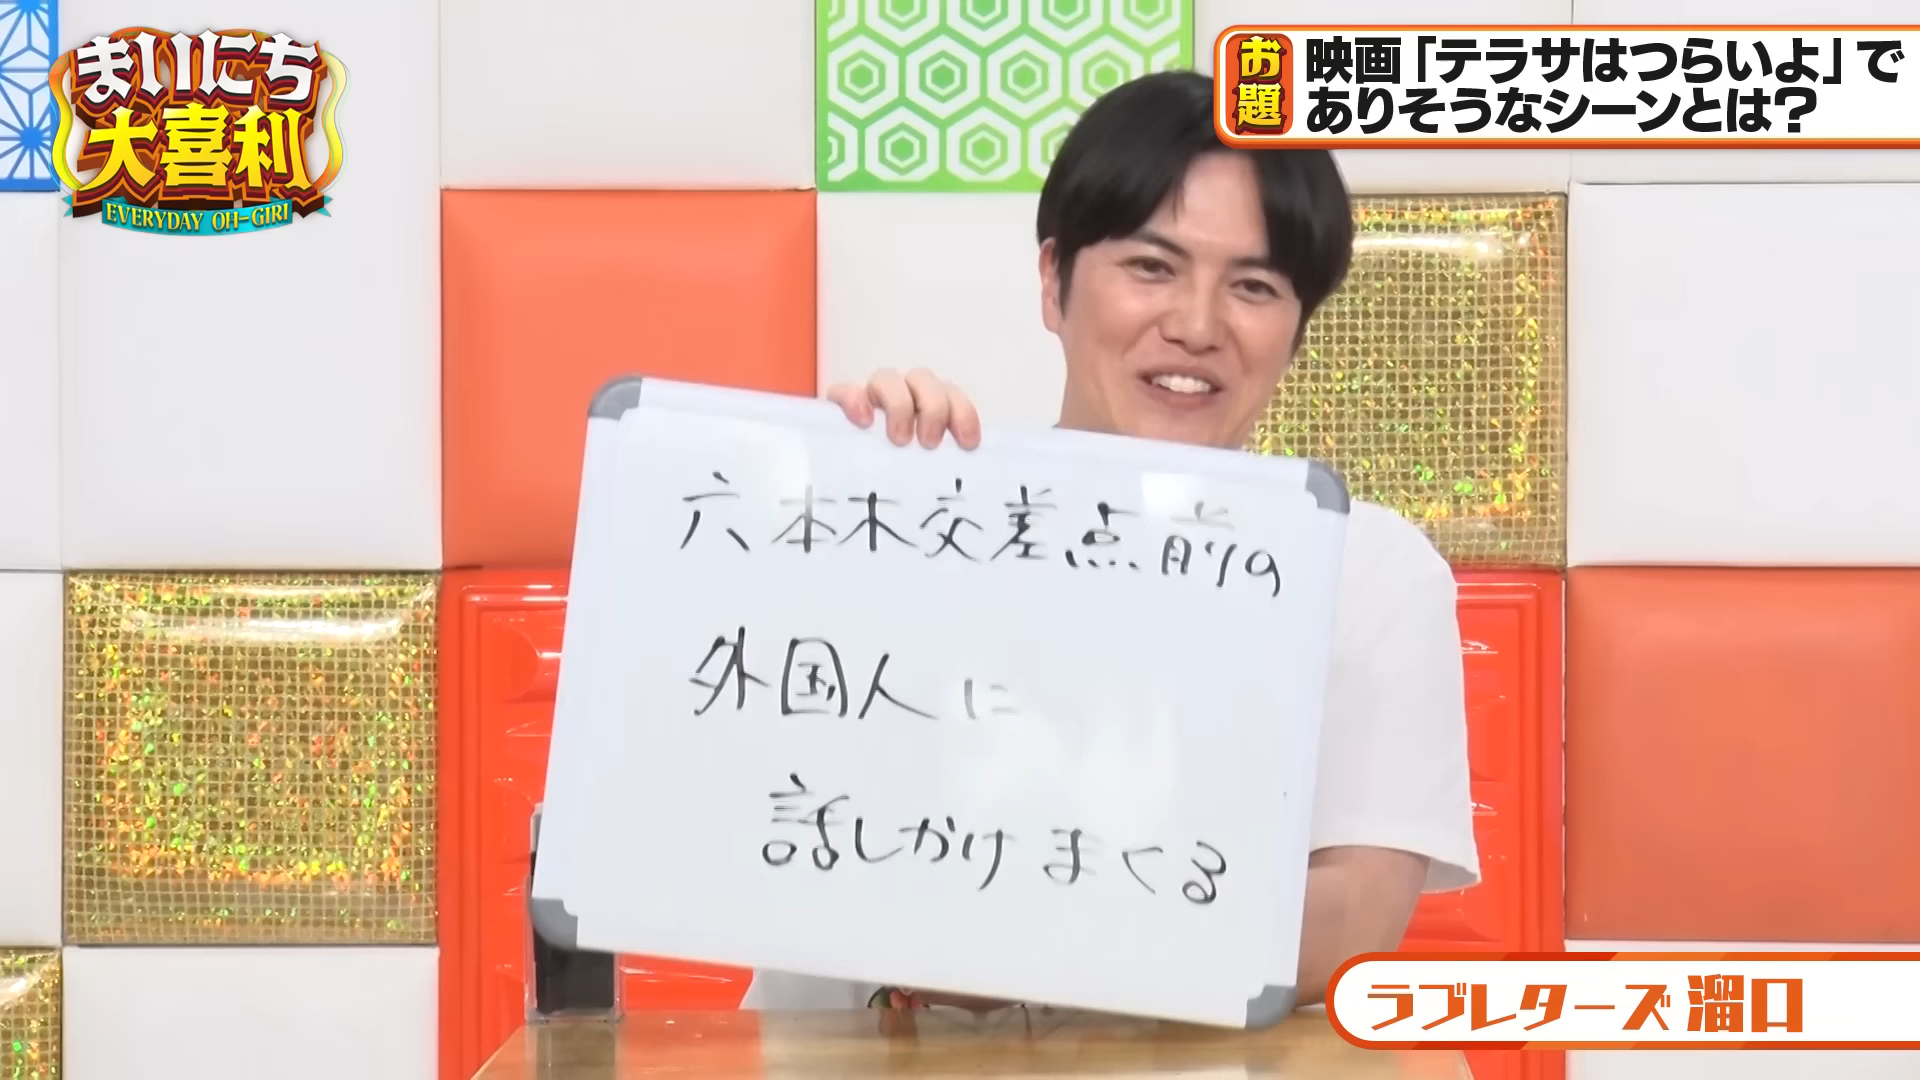 まいにち
大喜利
EVERYDAY OH-GIRI
お題
映画「テラサはつらいよ」で
ありそうなシーンとは？
六本木交差点前の
外国人に
話しかけまくる
ラブレターズ 溜口